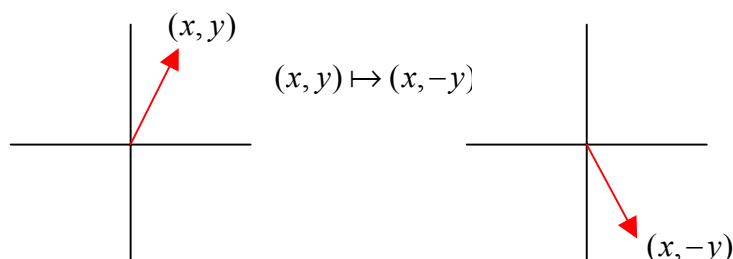 (x, y)
(x, y) ↦ (x, −y)
(x, −y)